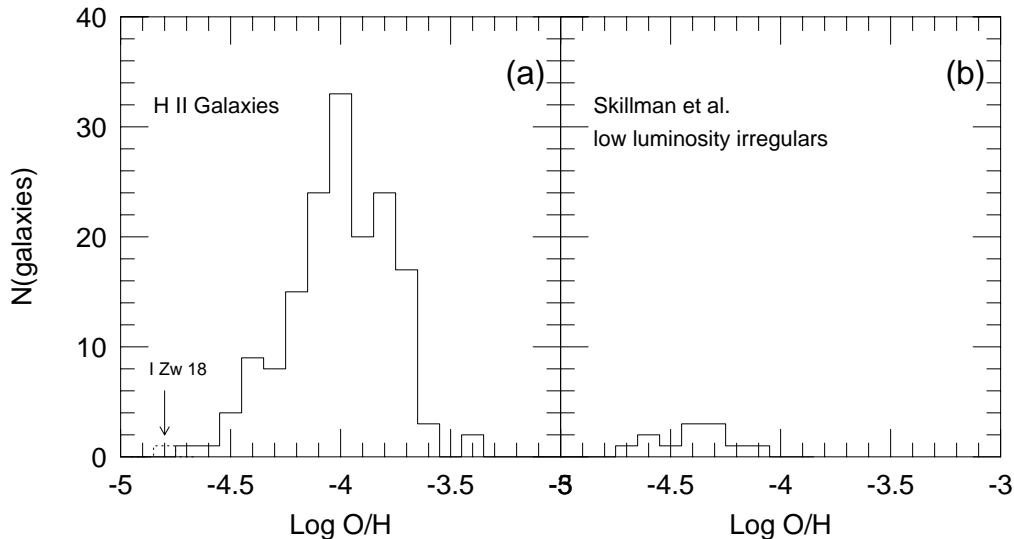 40
30
20
10
0
N(galaxies)
(a)
H II Galaxies
I Zw 18
-5
-4.5
-4
-3.5
-3
Log O/H
(b)
Skillman et al.
low luminosity irregulars
-5
-4.5
-4
-3.5
-3
Log O/H